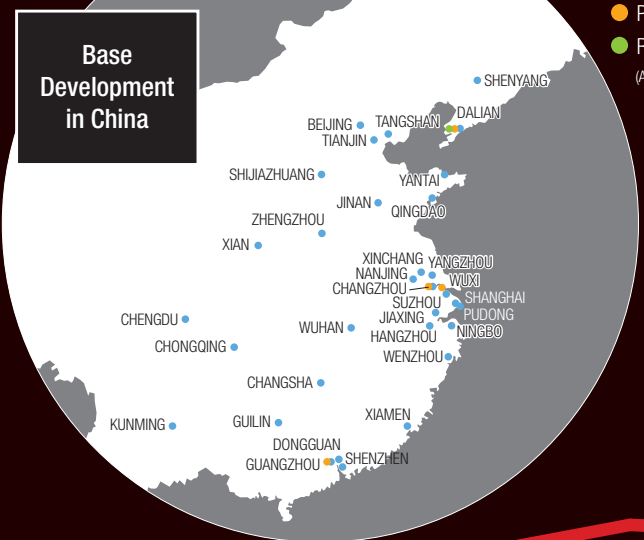 Base
Development
in China
P
P
(A
SHENYANG
DALIAN
TANGSHAN
BEIJING
TIANJIN
SHIJIAZHUANG
YANTAI
JINAN
QINGDAO
ZHENGZHOU
XIAN
XINCHANG
YANGZHOU
NANJING
WUXI
CHANGZHOU
SUZHOU
SHANGHAI
PUDONG
JIAXING
CHENGDU
WUHAN
HANGZHOU
NINGBO
CHONGQING
WENZHOU
CHANGSHA
XIAMEN
KUNMING
GUILIN
DONGGUAN
GUANGZHOU
SHENZHEN